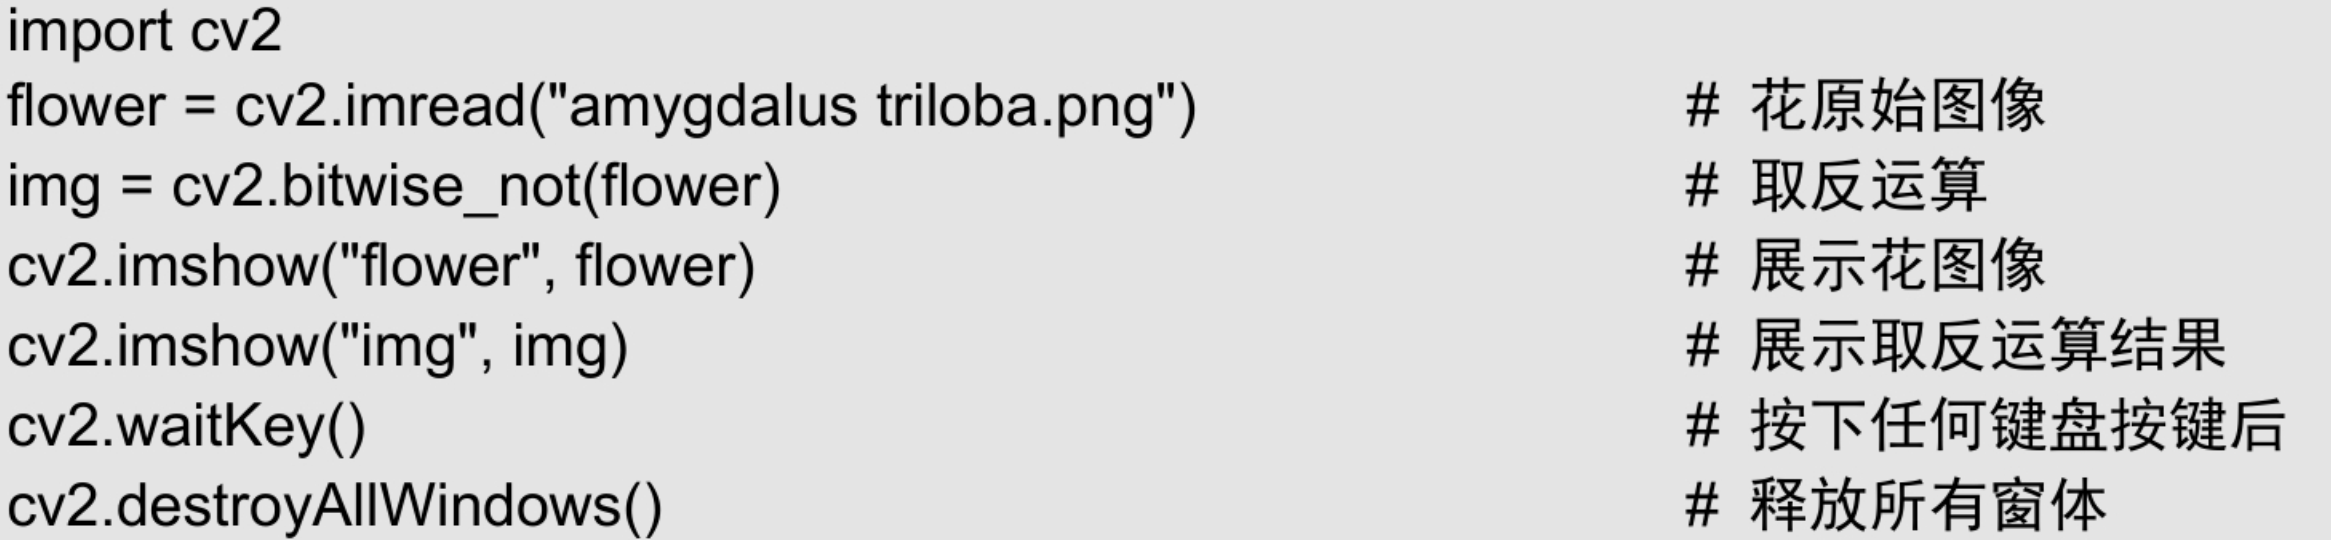 import cv2
flower = cv2.imread("amygdalus triloba.png") # 花原始图像
img = cv2.bitwise_not(flower) # 取反运算
cv2.imshow("flower", flower) # 展示花图像
cv2.imshow("img", img) # 展示取反运算结果
cv2.waitKey() # 按下任何键盘按键后
cv2.destroyAllWindows() # 释放所有窗体